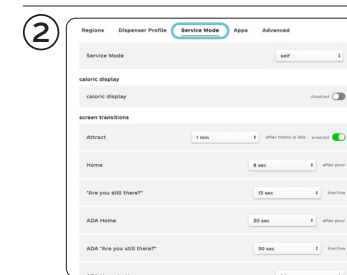 2
Regions Dispenser Profile Service Mode Apps Advanced
Service Mode self
caloric display
caloric display disabled
screen transitions
Attract 1 min after Home is idle enabled
Home 8 sec after pour
"Are you still there?" 13 sec inactive
ADA Home 30 sec after pour
ADA "Are you still there?" 30 sec inactive